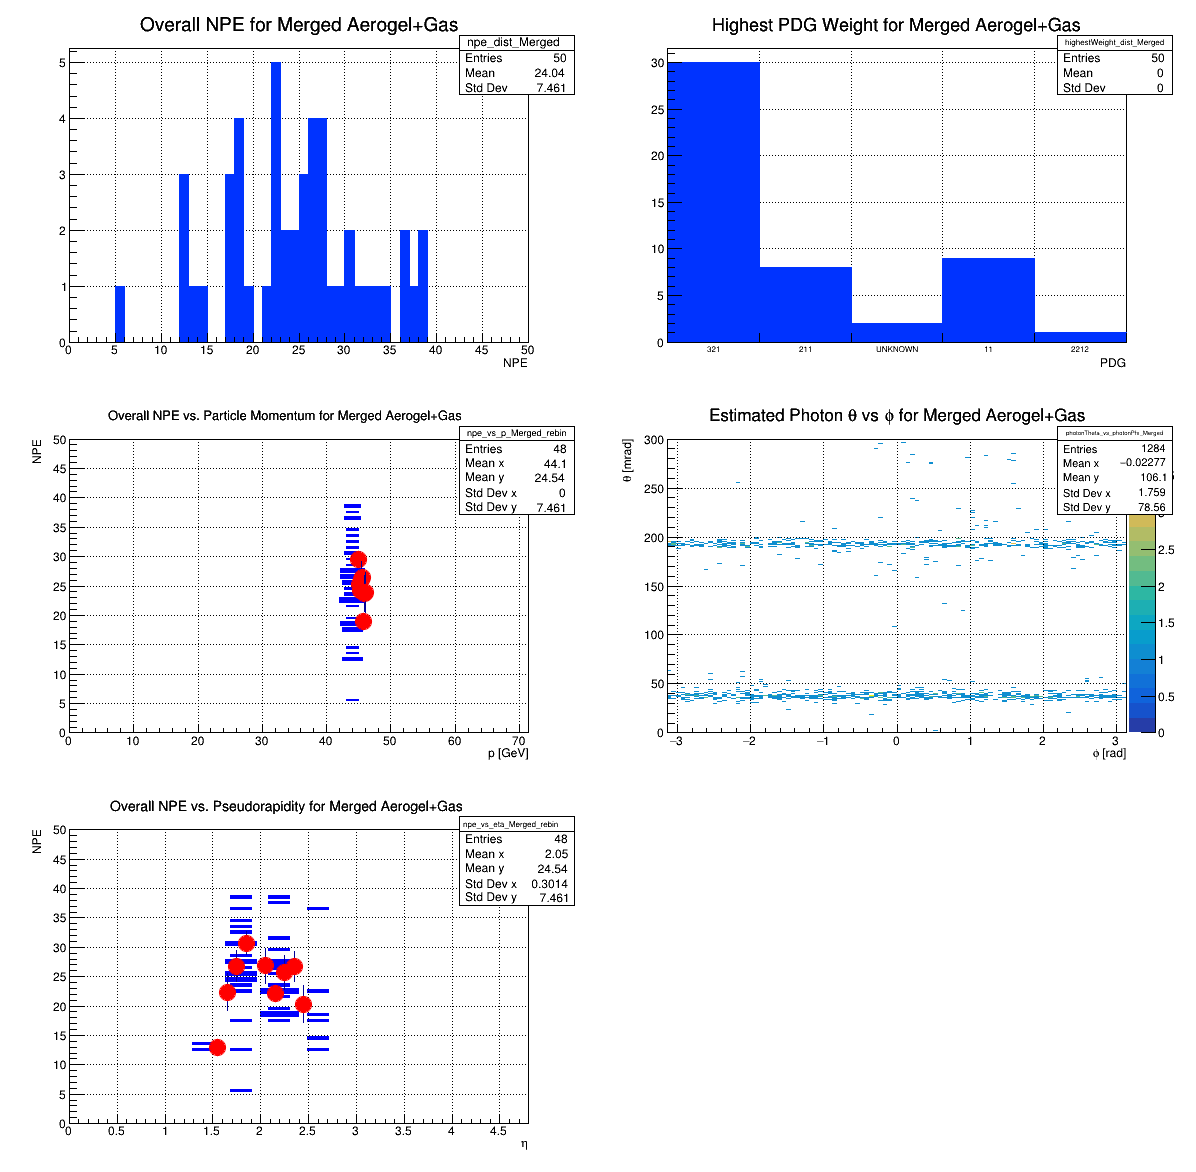 Overall NPE for Merged Aerogel+Gas
npe_dist_Merged
Entries 50
Mean 24.04
Std Dev 7.461
5
4
3
2
1
0
0 5 10 15 20 25 30 35 40 45 50
NPE
Highest PDG Weight for Merged Aerogel+Gas
highestWeight_dist_Merged
Entries 50
Mean 0
Std Dev 0
30
25
20
15
10
5
0
321 211 UNKNOWN 11 2212
PDG
Overall NPE vs. Particle Momentum for Merged Aerogel+Gas
npe_vs_p_Merged_rebin
Entries 48
Mean x 44.1
Mean y 24.54
Std Dev x 0
Std Dev y 7.461
NPE
50
45
40
35
30
25
20
15
10
5
0
0 10 20 30 40 50 60 70
p [GeV]
Estimated Photon θ vs ϕ for Merged Aerogel+Gas
Entries 1284
Mean x −0.02277
Mean y 106.1
Std Dev x 1.759
Std Dev y 78.56
θ [mrad]
300
250
200
150
100
50
0
−3 −2 −1 0 1 2 3
ϕ [rad]
2.5
2
1.5
1
0.5
0
Overall NPE vs. Pseudorapidity for Merged Aerogel+Gas
npe_vs_eta_Merged_rebin
Entries 48
Mean x 2.05
Mean y 24.54
Std Dev x 0.3014
Std Dev y 7.461
NPE
50
45
40
35
30
25
20
15
10
5
0
0 0.5 1 1.5 2 2.5 3 3.5 4 4.5
η